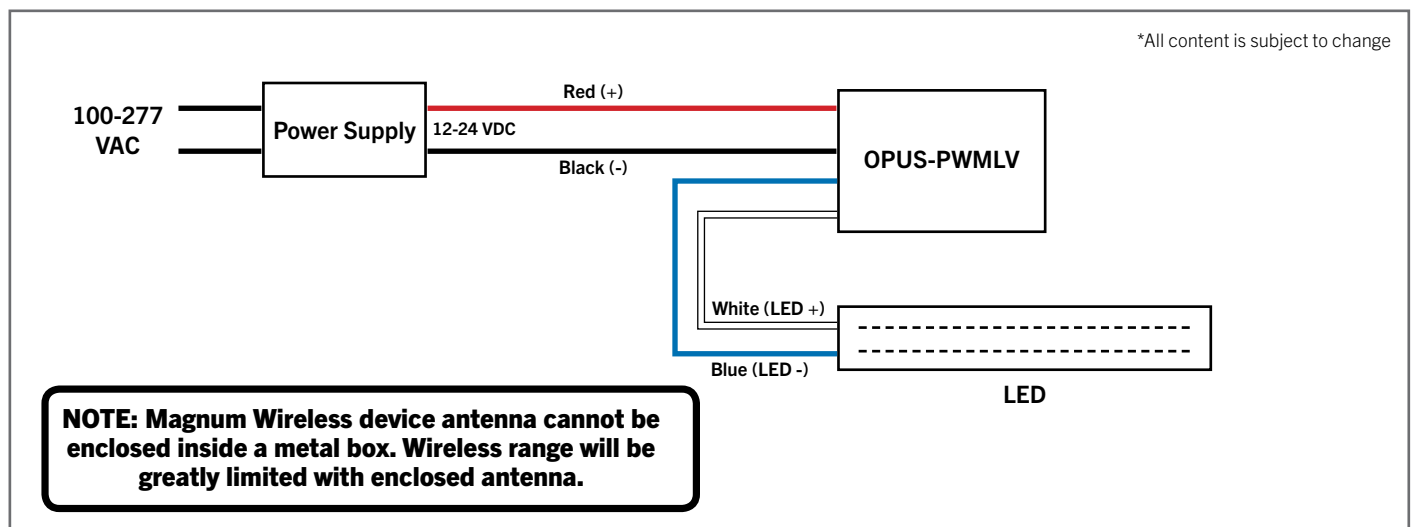 *All content is subject to change
100-277
VAC
Power Supply
Red (+)
12-24 VDC
Black (-)
OPUS-PWMLV
White (LED +)
Blue (LED -)
LED
NOTE: Magnum Wireless device antenna cannot be
enclosed inside a metal box. Wireless range will be
greatly limited with enclosed antenna.